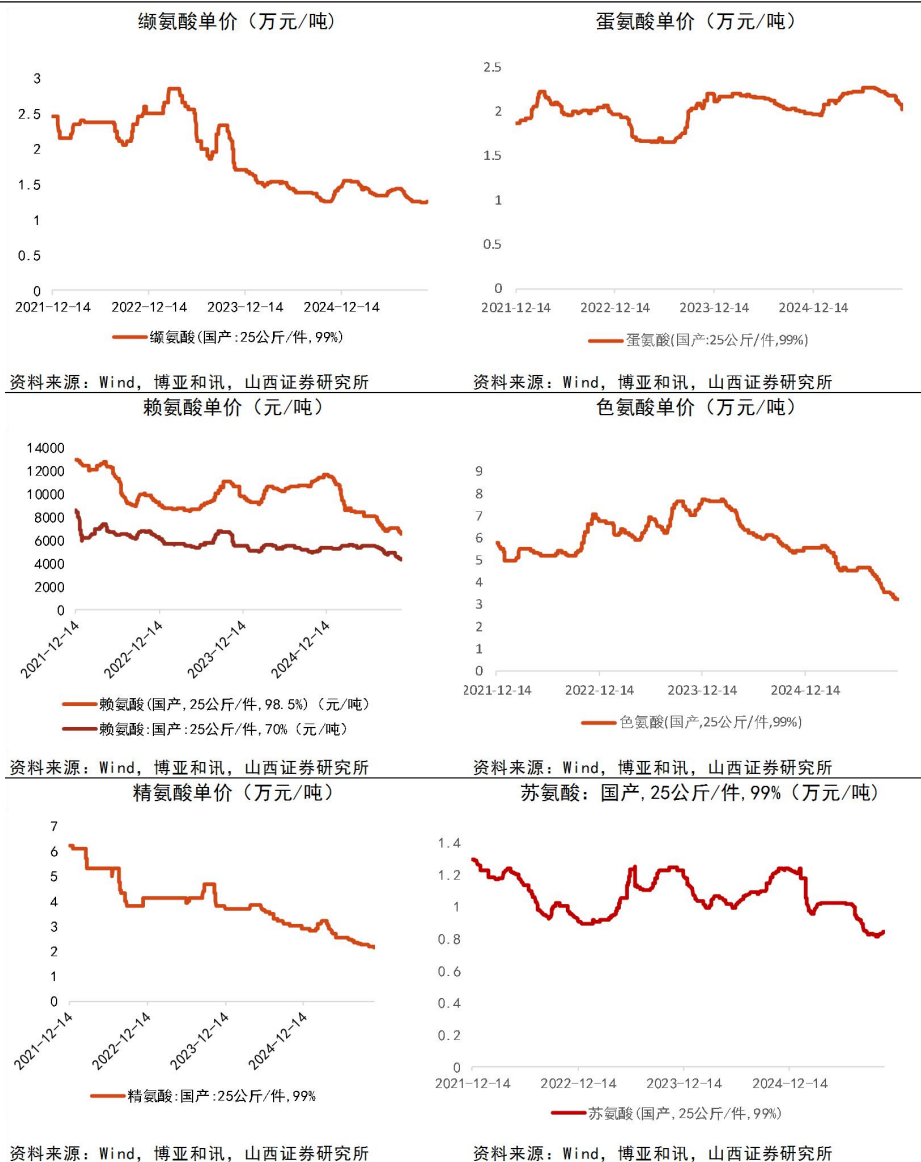 缬氨酸单价（万元/吨）
3
2.5
2
1.5
1
0.5
0
2021-12-14 2022-12-14 2023-12-14 2024-12-14
缬氨酸(国产:25公斤/件,99%)
资料来源：Wind，博亚和讯，山西证券研究所
蛋氨酸单价（万元/吨）
2.5
2
1.5
1
0.5
0
2021-12-14 2022-12-14 2023-12-14 2024-12-14
蛋氨酸(国产:25公斤/件,99%)
资料来源：Wind，博亚和讯，山西证券研究所
赖氨酸单价（元/吨）
14000
12000
10000
8000
6000
4000
2000
0
2021-12-14 2022-12-14 2023-12-14 2024-12-14
赖氨酸(国产,25公斤/件,98.5%)（元/吨）
赖氨酸:国产:25公斤/件,70%（元/吨）
资料来源：Wind，博亚和讯，山西证券研究所
色氨酸单价（万元/吨）
9
8
7
6
5
4
3
2
1
0
2021-12-14 2022-12-14 2023-12-14 2024-12-14
色氨酸(国产,25公斤/件,99%)
资料来源：Wind，博亚和讯，山西证券研究所
精氨酸单价（万元/吨）
7
6
5
4
3
2
1
0
2021-12-14 2022-12-14 2023-12-14 2024-12-14
精氨酸:国产:25公斤/件,99%
资料来源：Wind，博亚和讯，山西证券研究所
苏氨酸：国产,25公斤/件,99%（万元/吨）
1.4
1.2
1
0.8
0.6
0.4
0.2
0
2021-12-14 2022-12-14 2023-12-14 2024-12-14
苏氨酸(国产,25公斤/件,99%)
资料来源：Wind，博亚和讯，山西证券研究所